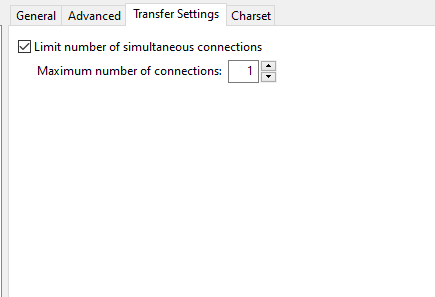 General Advanced Transfer Settings Charset
Limit number of simultaneous connections
Maximum number of connections: 1